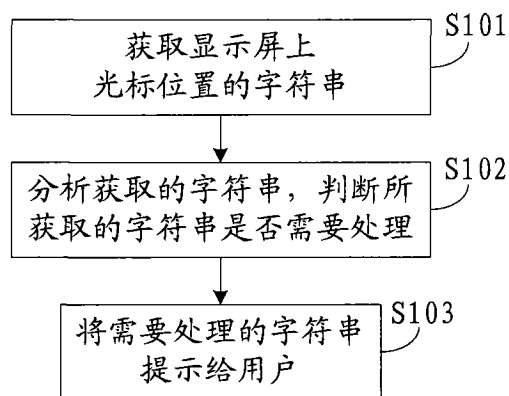 获取显示屏上
光标位置的字符串
S101
分析获取的字符串，判断所
获取的字符串是否需要处理
S102
将需要处理的字符串
提示给用户
S103